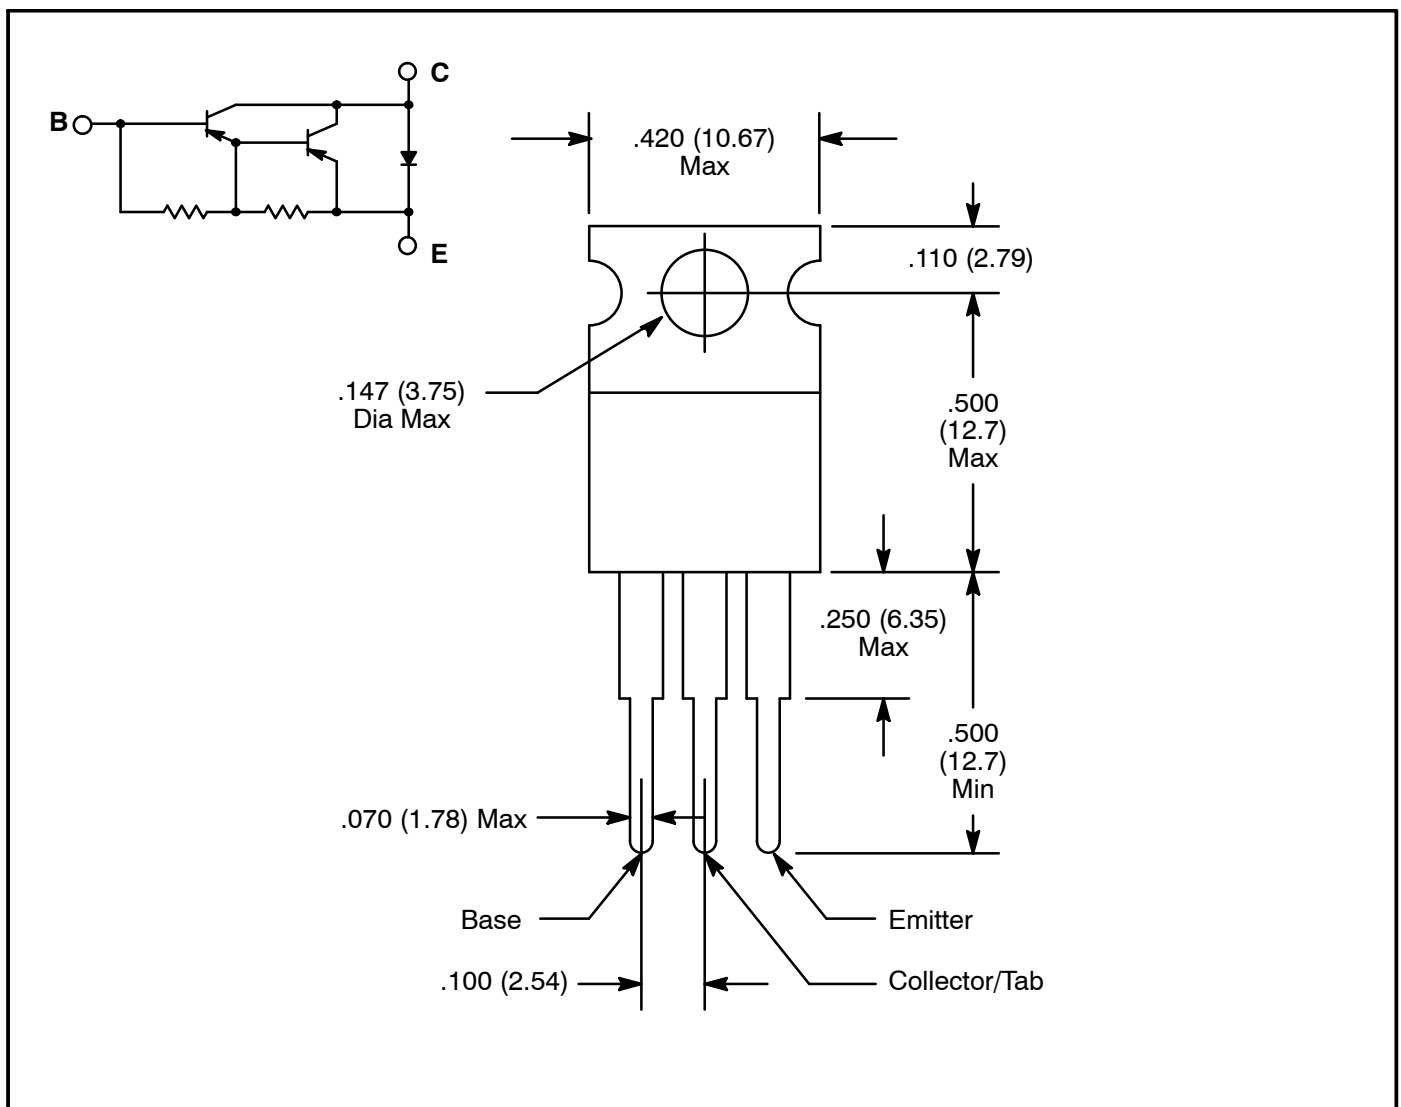 C
B
E
.420 (10.67)
Max
.110 (2.79)
.147 (3.75)
Dia Max
.500
(12.7)
Max
.250 (6.35)
Max
.500
(12.7)
Min
.070 (1.78) Max
Base
Emitter
.100 (2.54)
Collector/Tab